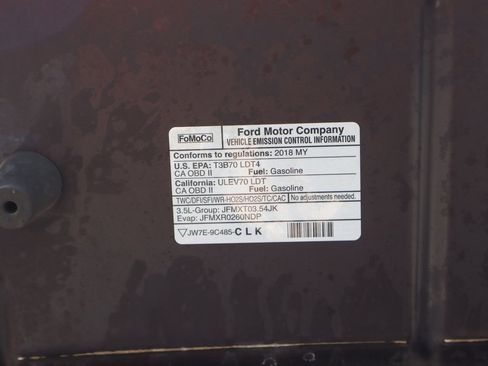 FoMoCo
Ford Motor Company
VEHICLE EMISSION CONTROL INFORMATION
Conforms to regulations: 2018 MY
U.S. EPA: T3B70 LDT4
CA OBD II Fuel: Gasoline
California: ULEV70 LDT
CA OBD II Fuel: Gasoline
TWC/DFI/SFI/WR-HO2S/HO2S/TC/CAC No adjustments needed.
3.5L-Group: JFMXT03.54JK
Evap: JFMXR0260NDP
JW7E-9C485-CLK